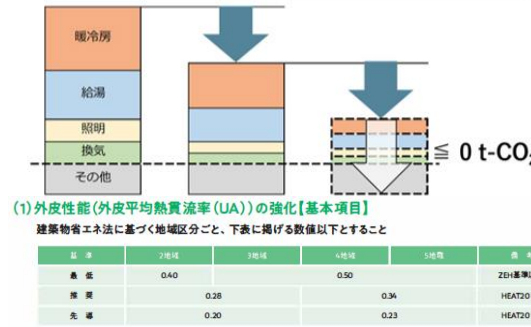 暖冷房
給湯
照明
換気
その他
≦ 0 t-CO₂
(1)外皮性能(外皮平均熱貫流率(UA))の強化【基本項目】
建築物省エネ法に基づく地域区分ごと、下表に掲げる数値以下とすること
基 準 2地域 3地域 4地域 5地域
最 低 0.40 0.50 ZEH基準
推 奨 0.28 0.34 HEAT20
先 導 0.20 0.23 HEAT20